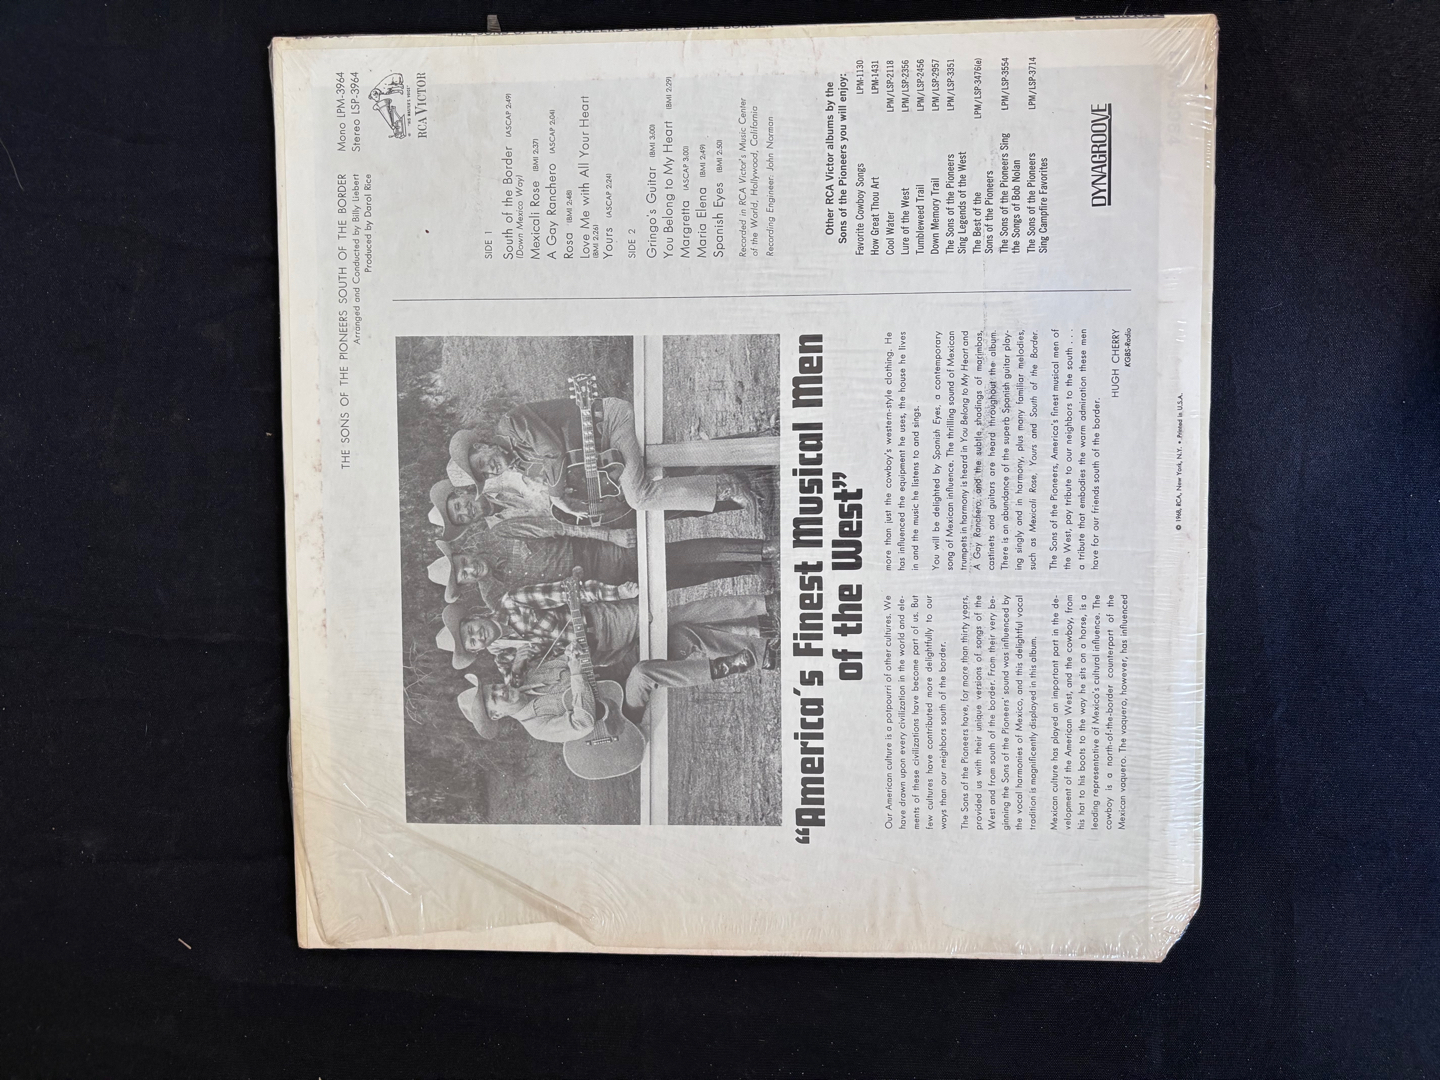 THE SONS OF THE PIONEERS SOUTH OF THE BORDER
Arranged and Conducted by Billy Liebert
Produced by Darol Rice
Mono LPM-3964
Stereo LSP-3964
"HIS MASTER'S VOICE"
RCA VICTOR
SIDE 1
South of the Border (ASCAP 2:49)
(Down Mexico Way)
Mexicali Rose (BMI 2:37)
A Gay Ranchero (ASCAP 2:04)
Rosa (BMI 2:48)
Love Me with All Your Heart
(BMI 2:26)
Yours (ASCAP 2:24)
SIDE 2
Gringo's Guitar (BMI 3:00)
You Belong to My Heart (BMI 2:29)
Margretta (ASCAP 3:00)
Maria Elena (BMI 2:49)
Spanish Eyes (BMI 2:50)
Recorded in RCA Victor's Music Center
of the World, Hollywood, California
Recording Engineer: John Norman
Other RCA Victor albums by the
Sons of the Pioneers you will enjoy:
Favorite Cowboy Songs LPM-1130
How Great Thou Art LPM-1431
Cool Water LPM/LSP-2118
Lure of the West LPM/LSP-2356
Tumbleweed Trail LPM/LSP-2456
Down Memory Trail LPM/LSP-2957
The Sons of the Pioneers LPM/LSP-3351
Sing Legends of the West
The Best of the LPM/LSP-3476(e)
Sons of the Pioneers
The Sons of the Pioneers Sing LPM/LSP-3554
the Songs of Bob Nolan
The Sons of the Pioneers LPM/LSP-3714
Sing Campfire Favorites
DYNAGROOVE
"America's Finest Musical Men
of the West"
Our American culture is a potpourri of other cultures. We
have drawn upon every civilization in the world and ele-
ments of these civilizations have become part of us. But
few cultures have contributed more delightfully to our
ways than our neighbors south of the border.
The Sons of the Pioneers have, for more than thirty years,
provided us with their unique versions of songs of the
West and from south of the border. From their very be-
ginning the Sons of the Pioneers' sound was influenced by
the vocal harmonies of Mexico, and this delightful vocal
tradition is magnificently displayed in this album.
Mexican culture has played an important part in the de-
velopment of the American West, and the cowboy, from
his hat to his boots to the way he sits on a horse, is a
leading representative of Mexico's cultural influence. The
cowboy is a north-of-the-border counterpart of the
Mexican vaquero. The vaquero, however, has influenced
more than just the cowboy's western-style clothing. He
has influenced the equipment he uses, the house he lives
in and the music he listens to and sings.
You will be delighted by Spanish Eyes, a contemporary
song of Mexican influence. The thrilling sound of Mexican
trumpets in harmony is heard in You Belong to My Heart and
A Gay Ranchero, and the subtle shadings of marimbas,
castinets and guitars are heard throughout the album.
There is an abundance of the superb Spanish guitar play-
ing singly and in harmony, plus many familiar melodies,
such as Mexicali Rose, Yours and South of the Border.
The Sons of the Pioneers, America's finest musical men of
the West, pay tribute to our neighbors to the south . . .
a tribute that embodies the warm admiration these men
have for our friends south of the border.
HUGH CHERRY
KGBS-Radio
© 1968, RCA, New York, N.Y. • Printed in U.S.A.